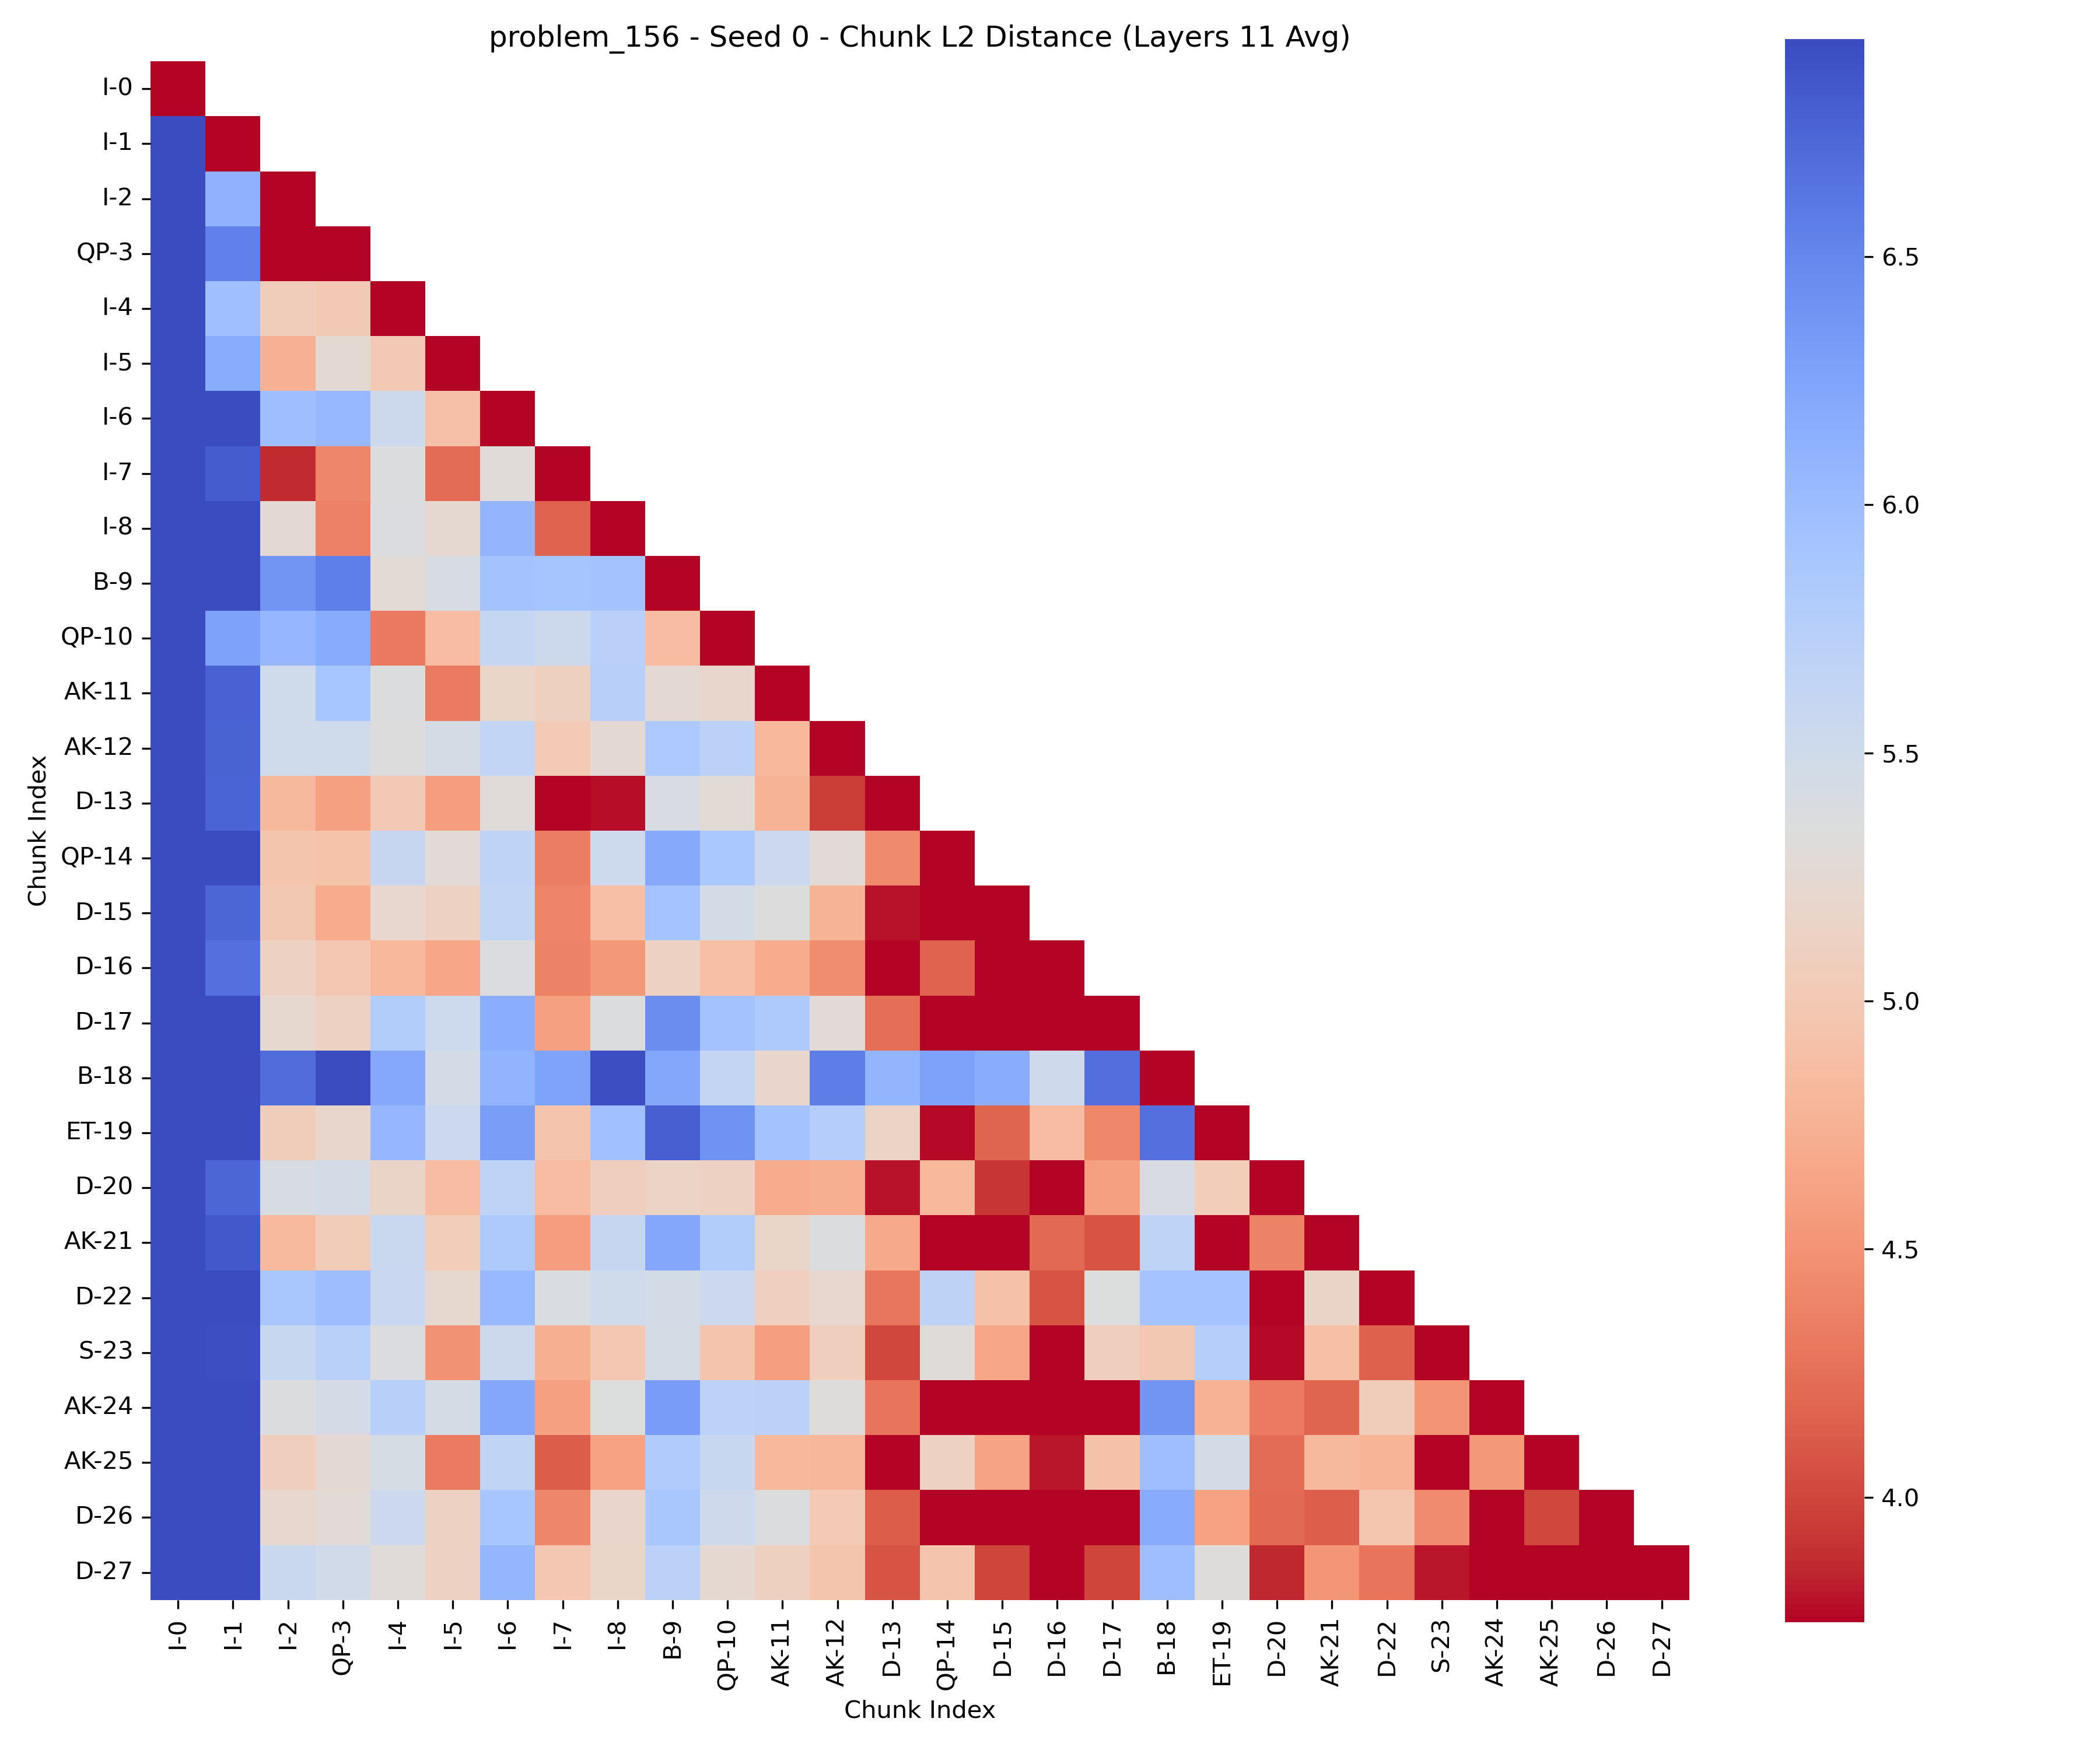 problem_156 - Seed 0 - Chunk L2 Distance (Layers 11 Avg)
Chunk Index
I-0
I-1
I-2
QP-3
I-4
I-5
I-6
I-7
I-8
B-9
QP-10
AK-11
AK-12
D-13
QP-14
D-15
D-16
D-17
B-18
ET-19
D-20
AK-21
D-22
S-23
AK-24
AK-25
D-26
D-27
I-0 I-1 I-2 QP-3 I-4 I-5 I-6 I-7 I-8 B-9 QP-10 AK-11 AK-12 D-13 QP-14 D-15 D-16 D-17 B-18 ET-19 D-20 AK-21 D-22 S-23 AK-24 AK-25 D-26 D-27
Chunk Index
6.5
6.0
5.5
5.0
4.5
4.0